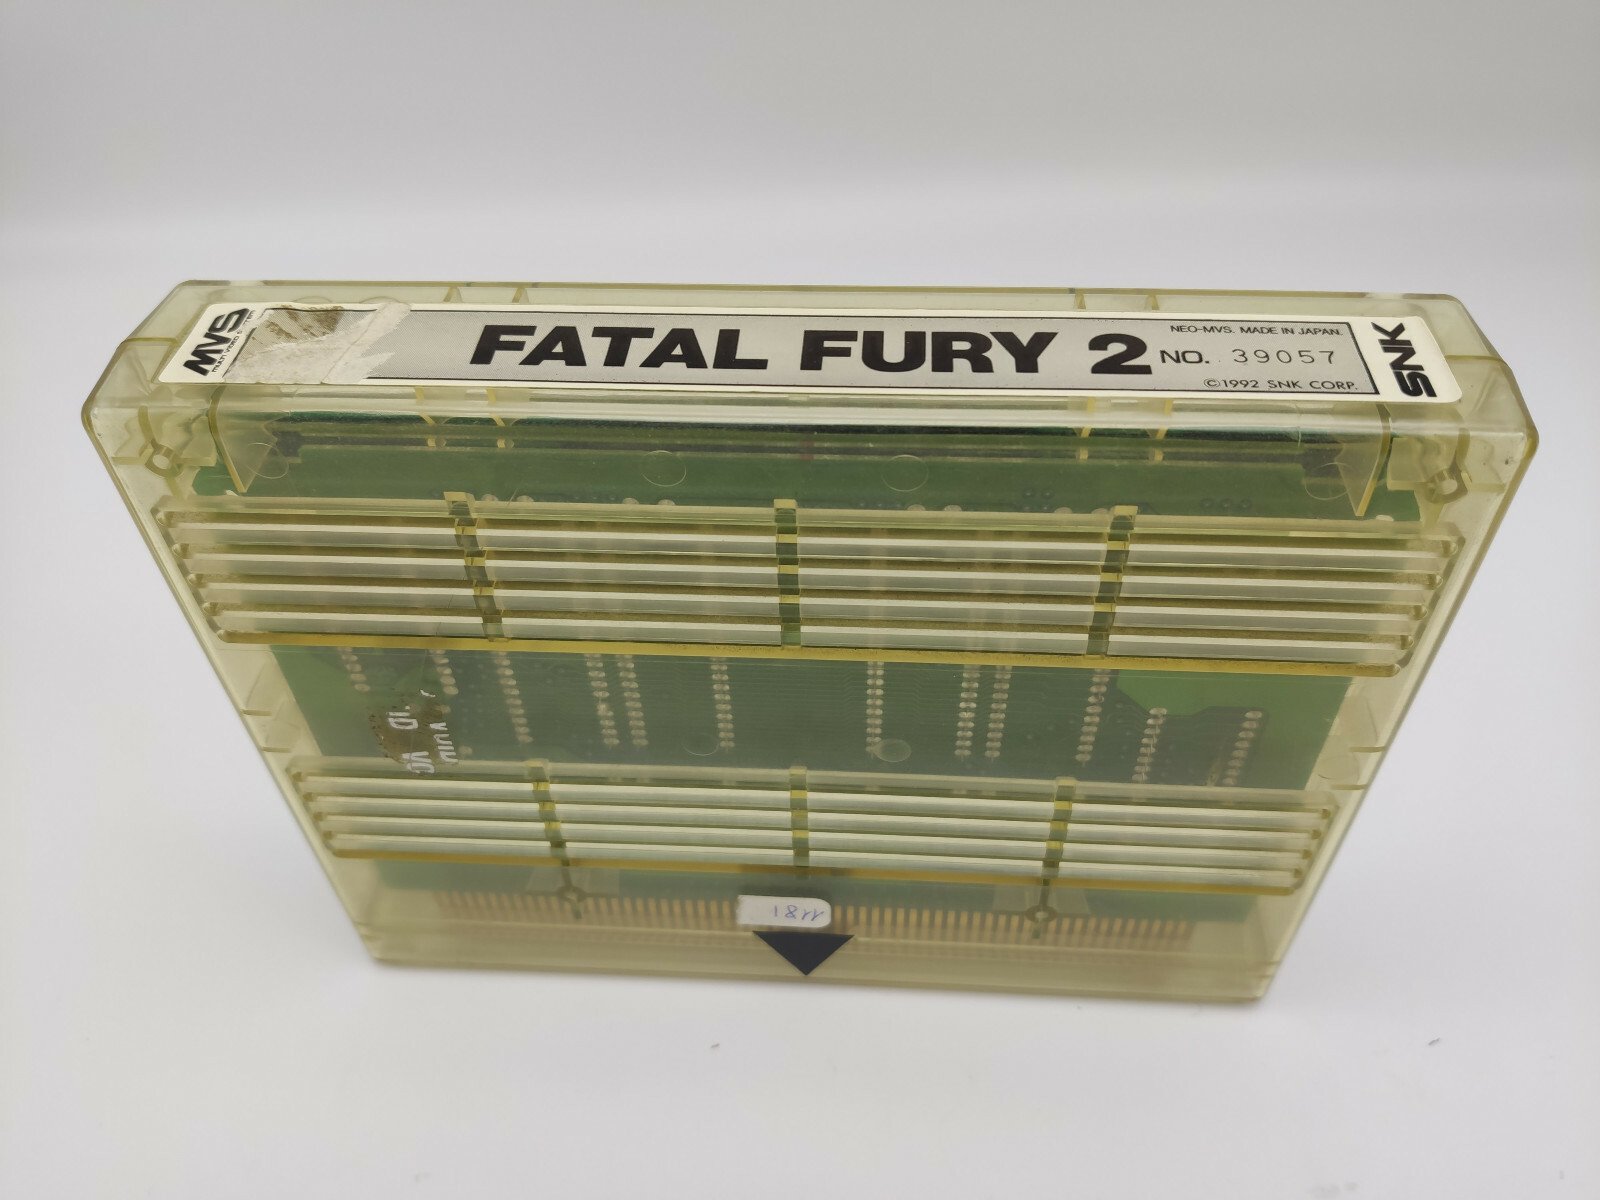 MVS
FATAL FURY 2
NEO-MVS. MADE IN JAPAN.
NO. 39057
©1992 SNK CORP.
SNK